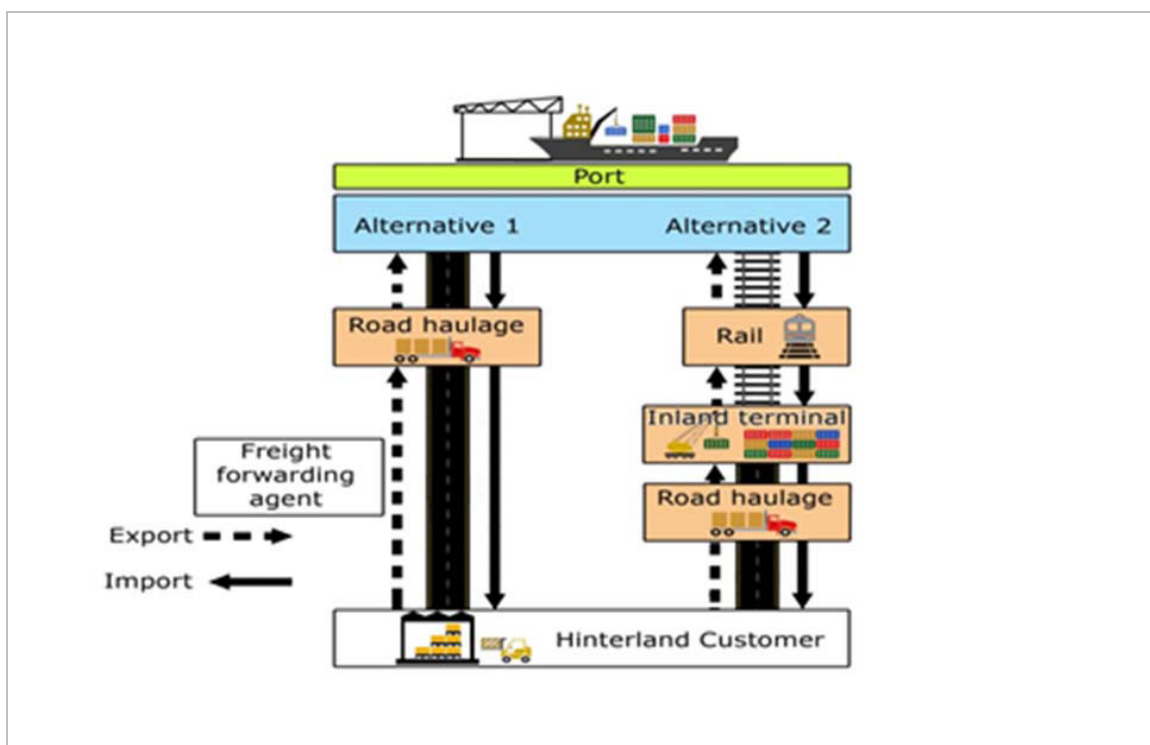 Port
Alternative 1
Alternative 2
Road haulage
Rail
Inland terminal
Freight
forwarding
agent
Road haulage
Export
Import
Hinterland Customer